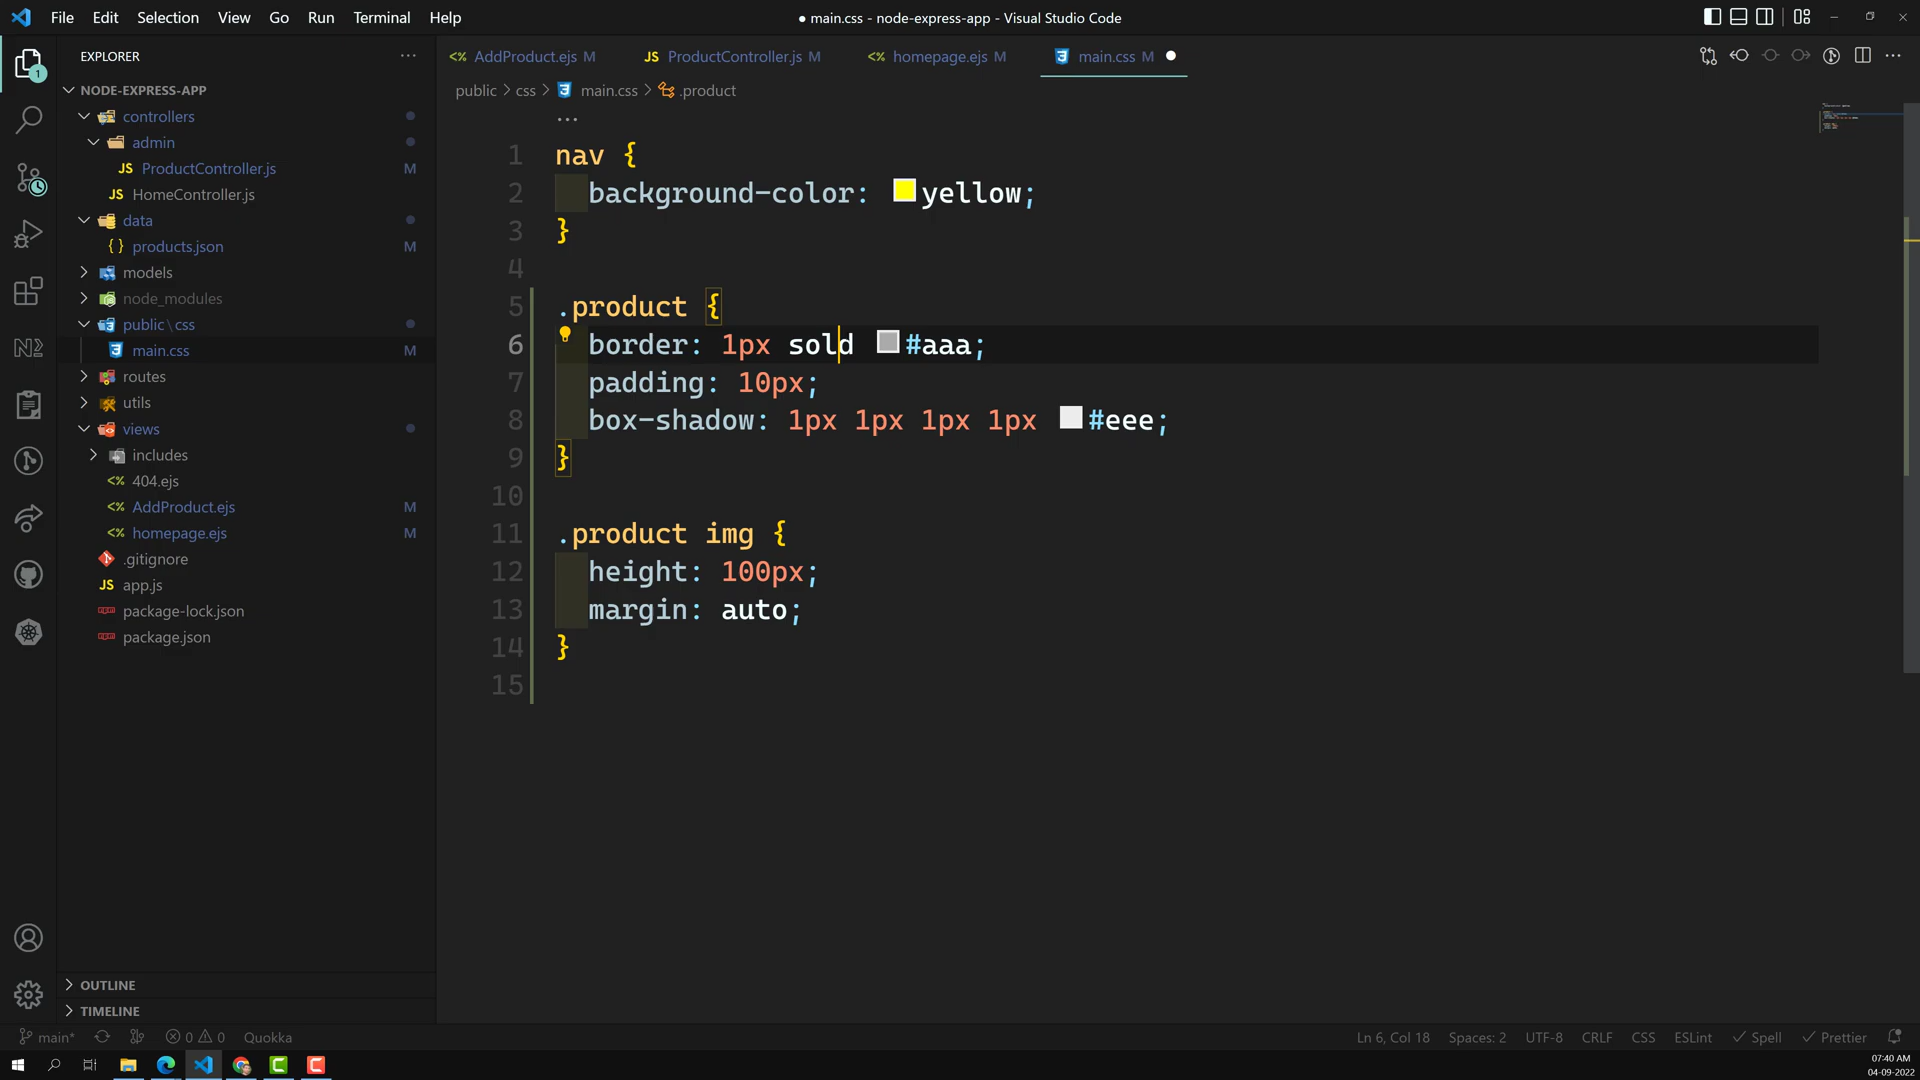 File Edit Selection View Go Run Terminal Help
● main.css - node-express-app - Visual Studio Code
EXPLORER
NODE-EXPRESS-APP
controllers
admin
JS ProductController.js M
JS HomeController.js
data
{ } products.json M
models
node_modules
public\css
main.css M
routes
utils
views
includes
<% 404.ejs
<% AddProduct.ejs M
<% homepage.ejs M
.gitignore
JS app.js
package-lock.json
package.json
OUTLINE
TIMELINE
<% AddProduct.ejs M JS ProductController.js M <% homepage.ejs M main.css M ●
public > css > main.css > .product
...
1 nav {
2 background-color: yellow;
3 }
4
5 .product {
6 border: 1px sold #aaa;
7 padding: 10px;
8 box-shadow: 1px 1px 1px 1px #eee;
9 }
10
11 .product img {
12 height: 100px;
13 margin: auto;
14 }
15
main* 0 0 Quokka
Ln 6, Col 18 Spaces: 2 UTF-8 CRLF CSS ESLint Spell Prettier
07:40 AM
04-09-2022
1